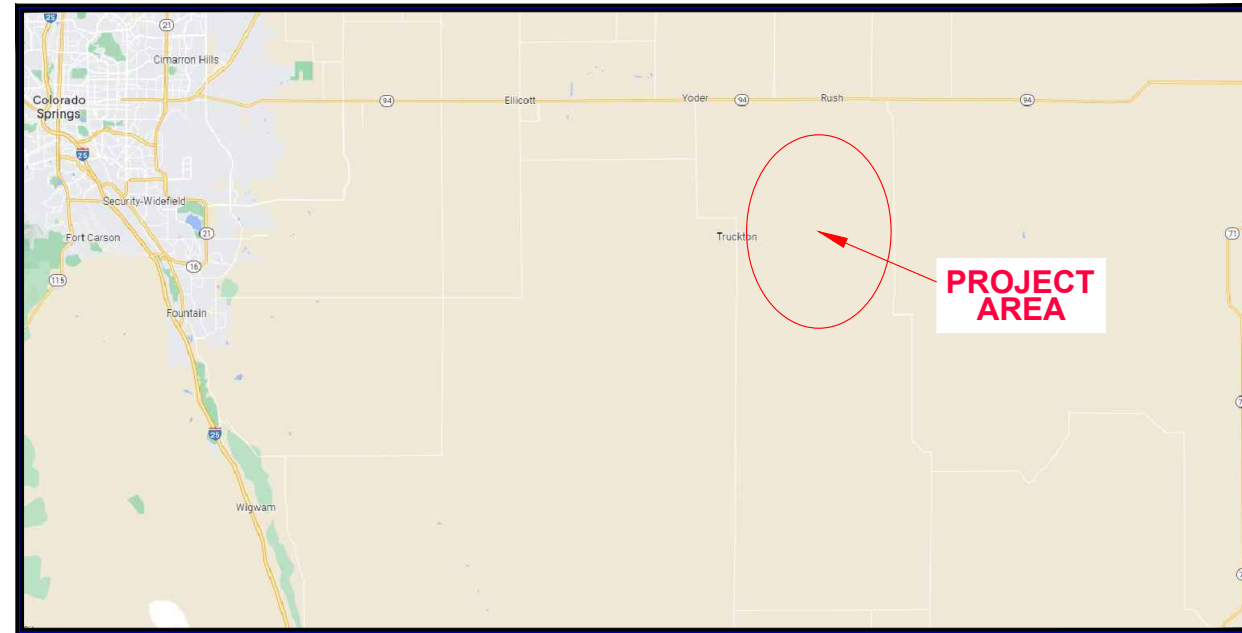 25
21
Cimarron Hills
Colorado
Springs
94
Ellicott
Yoder
94
Rush
94
25
Security-Widefield
Fort Carson
21
Truckton
71
16
115
PROJECT
AREA
Fountain
25
Wigwam